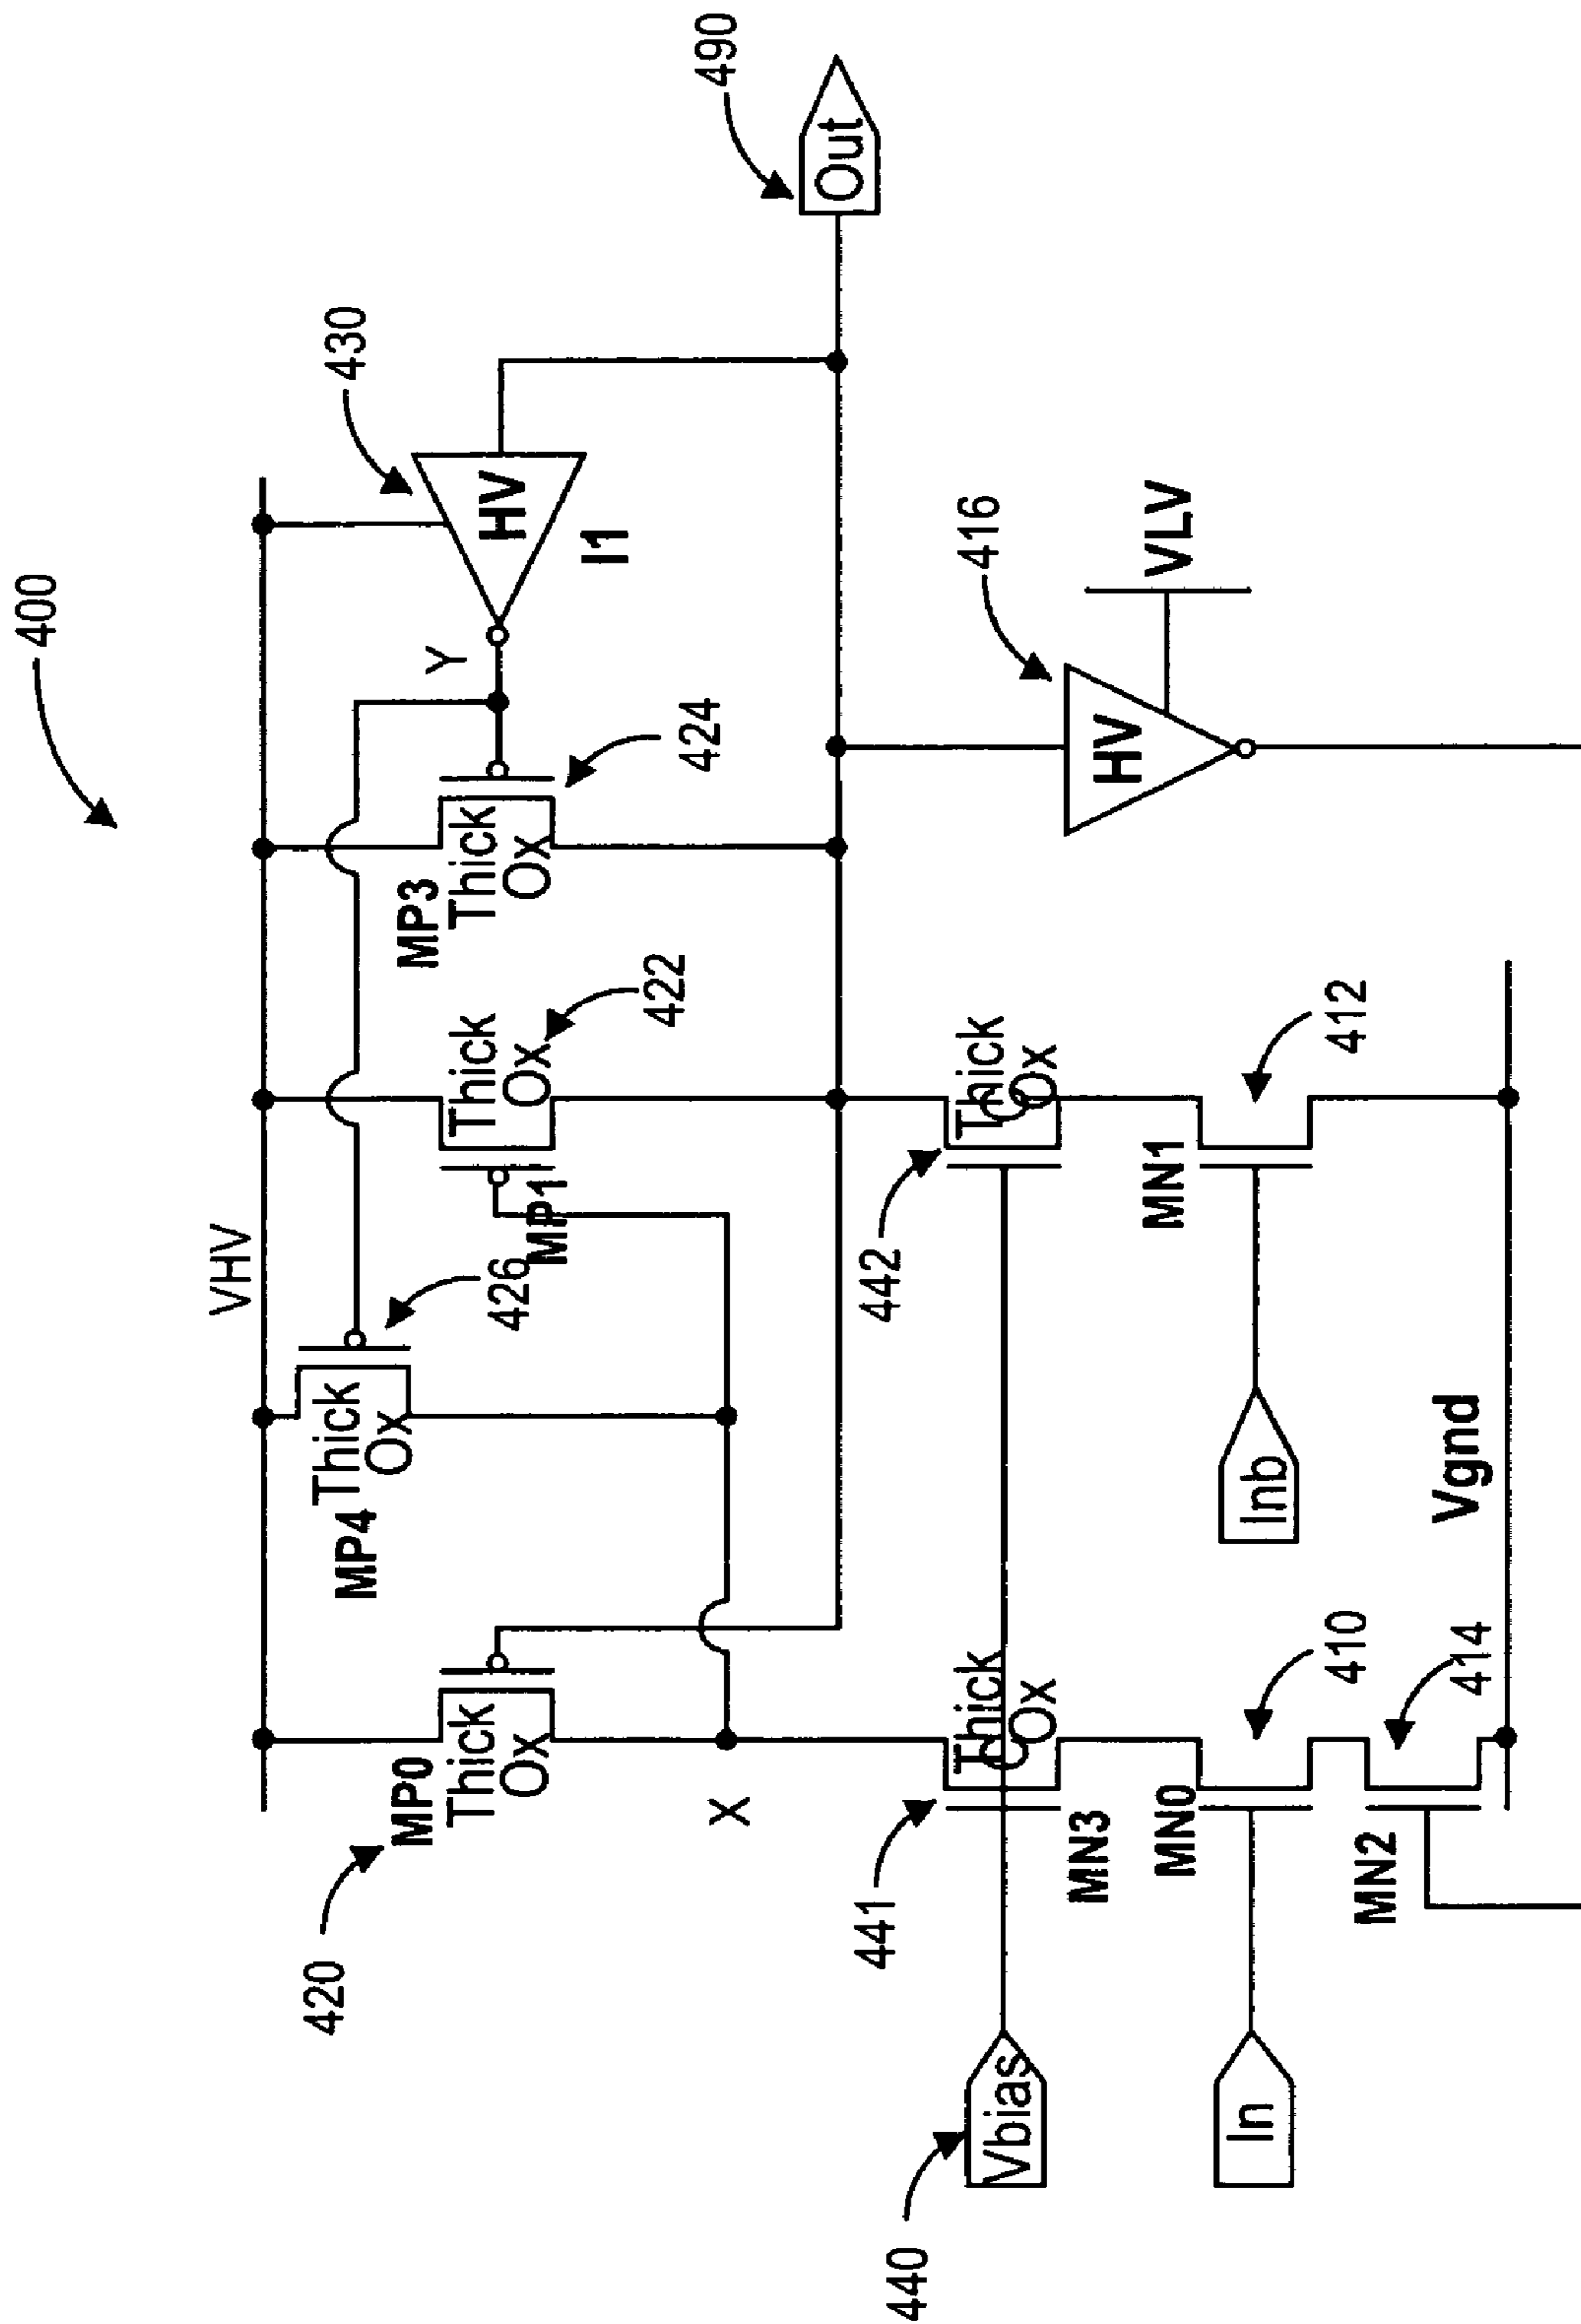 400
VHV
420
MP0
Thick
Ox
MP4
Thick
Ox
426
MP1
Thick
Ox
422
MP3
Thick
Ox
424
Y
HV
I1
430
X
490
Out
440
Vbias
441
Thick
Ox
MN3
442
Thick
Ox
HV
416
VLV
In
MN0
410
Inb
MN1
412
MN2
414
Vgnd